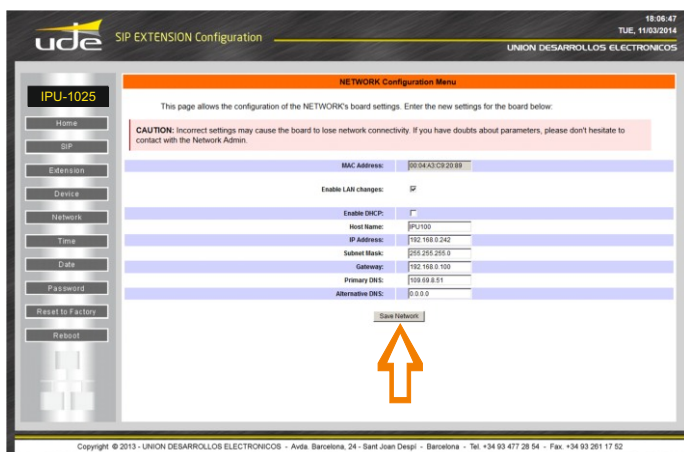 18:06:47
TUE, 11/03/2014
ude
SIP EXTENSION Configuration
UNION DESARROLLOS ELECTRONICOS
IPU-1025
Home
SIP
Extension
Device
Network
Time
Date
Password
Reset to Factory
Reboot
NETWORK Configuration Menu
This page allows the configuration of the NETWORK's board settings. Enter the new settings for the board below:
CAUTION: Incorrect settings may cause the board to lose network connectivity. If you have doubts about parameters, please don't hesitate to
contact with the Network Admin.
MAC Address: 00:04:A3:C9:20:89
Enable LAN changes:
Enable DHCP:
Host Name: IPU100
IP Address: 192.168.0.242
Subnet Mask: 255.255.255.0
Gateway: 192.168.0.100
Primary DNS: 109.69.8.51
Alternative DNS: 0.0.0.0
Save Network
Copyright © 2013 - UNION DESARROLLOS ELECTRONICOS - Avda. Barcelona, 24 - Sant Joan Despí - Barcelona - Tel. +34 93 477 28 54 - Fax. +34 93 261 17 52